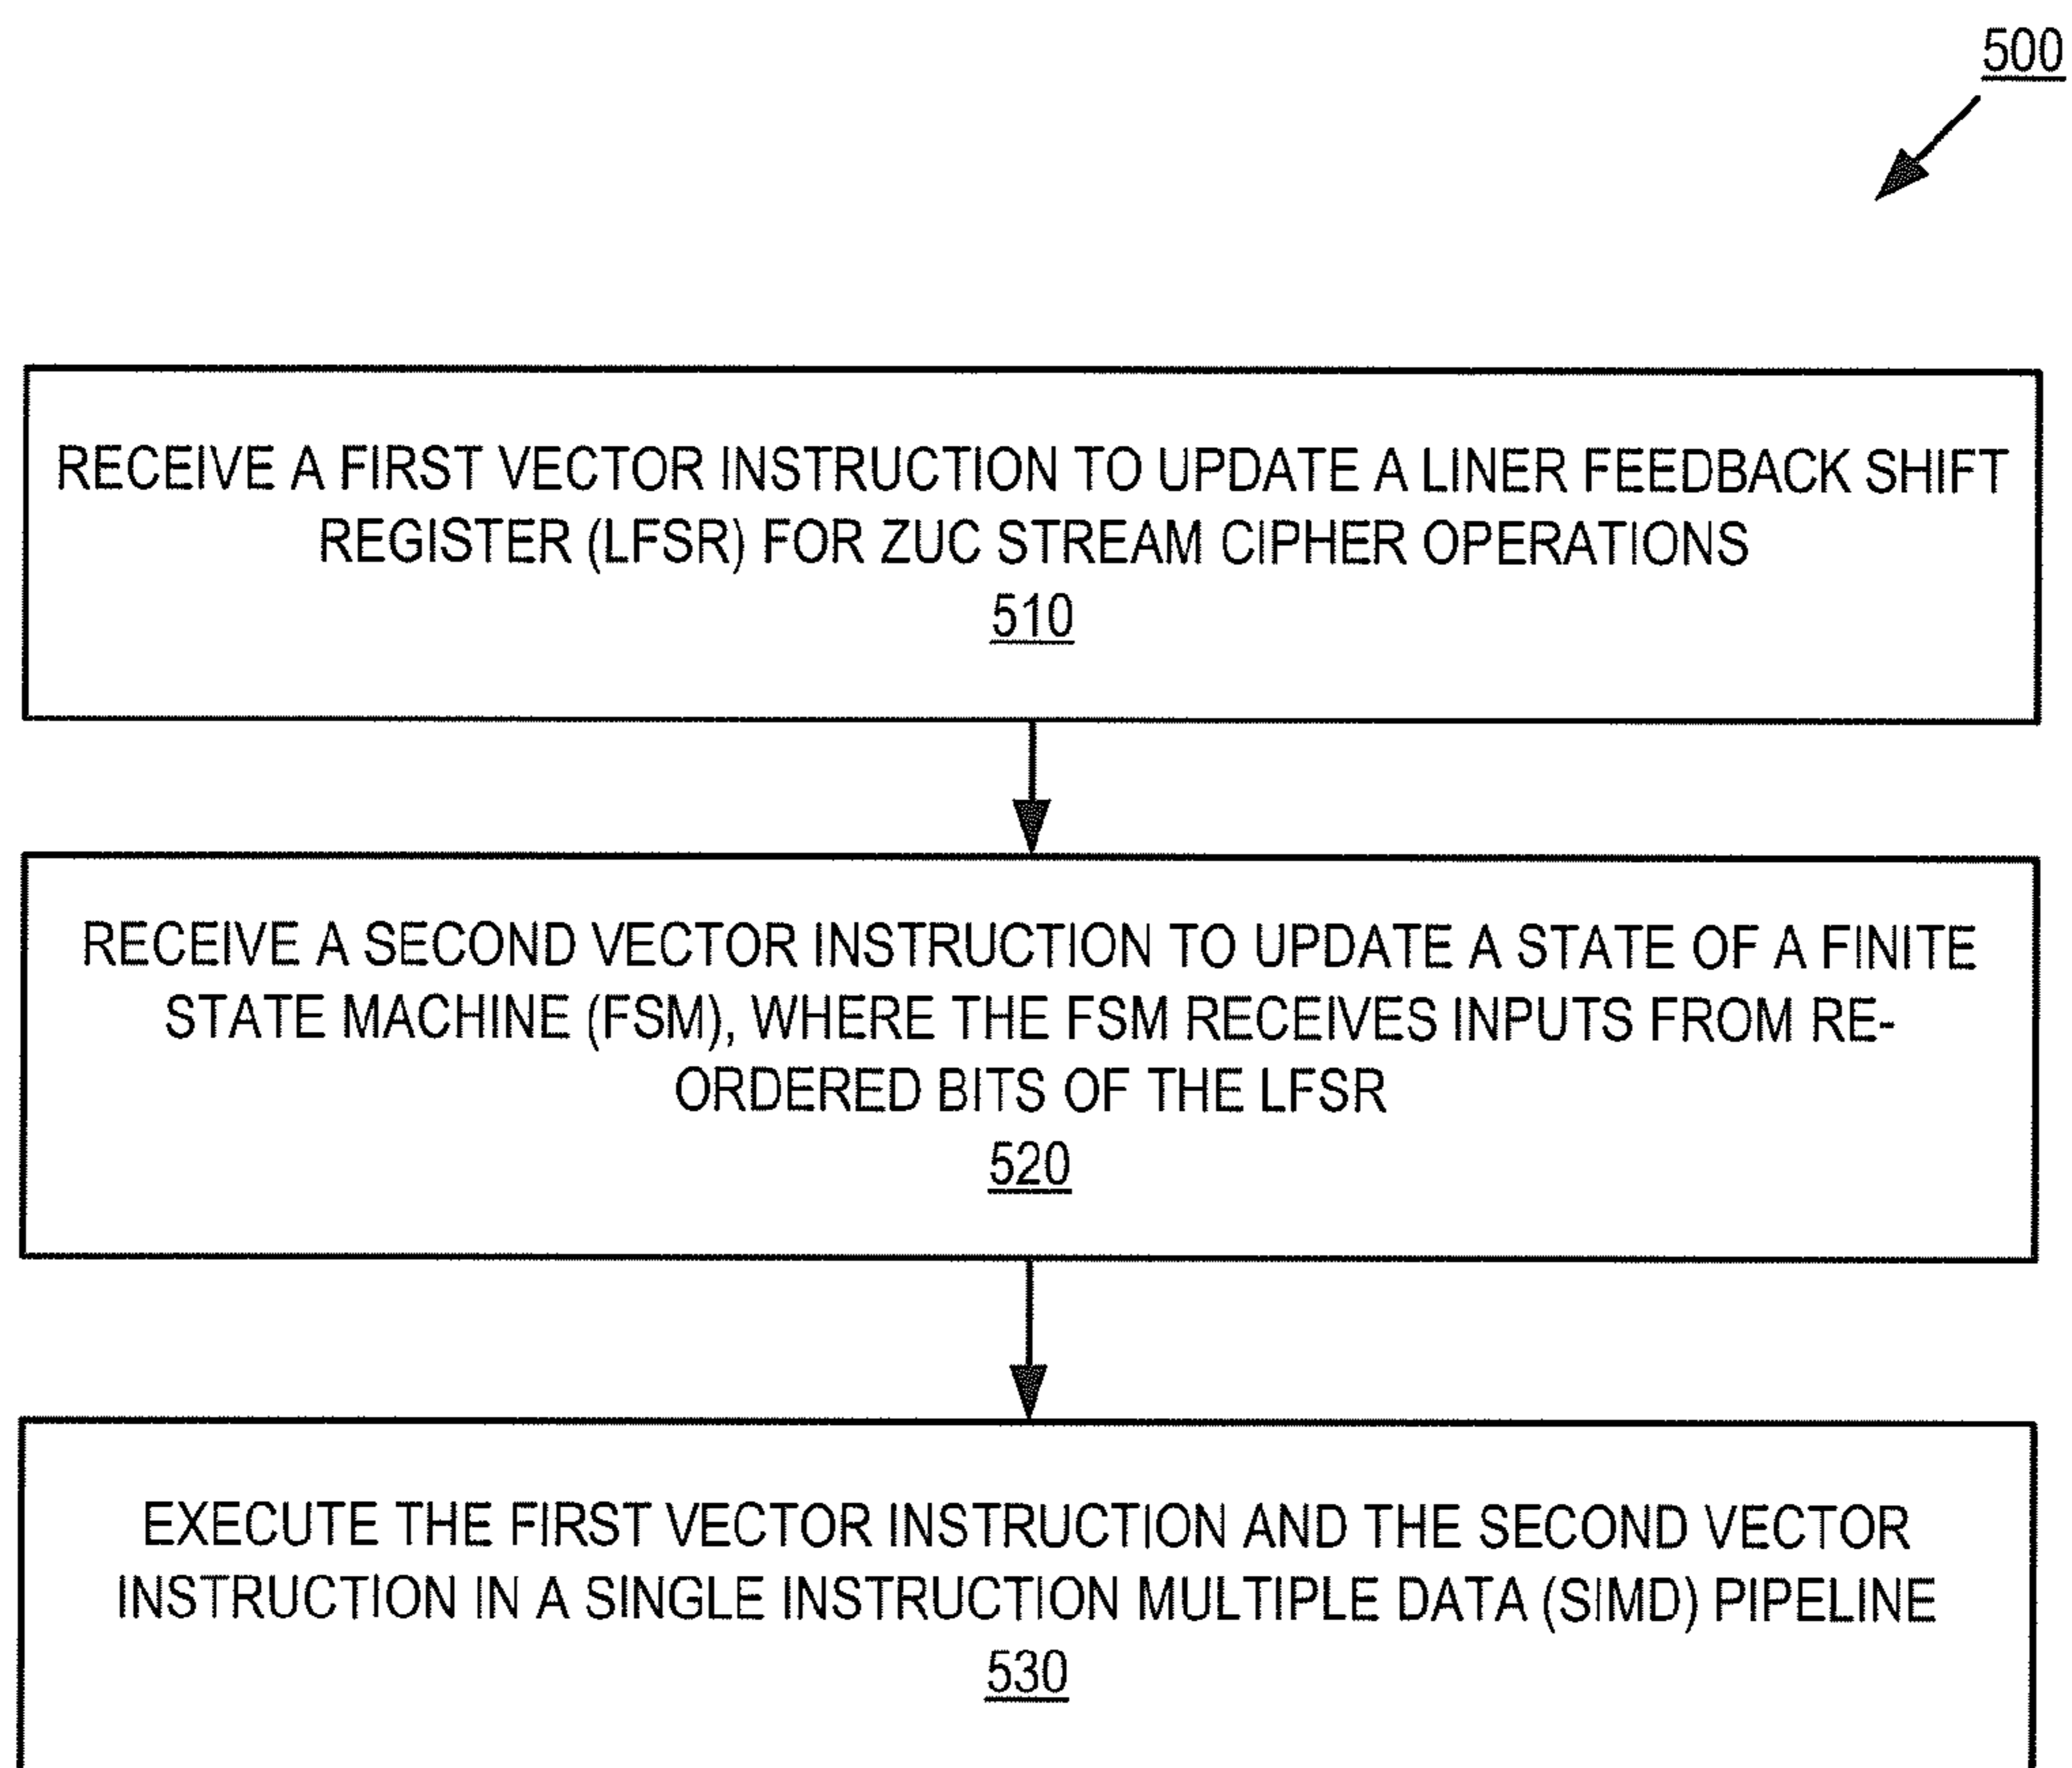 500
RECEIVE A FIRST VECTOR INSTRUCTION TO UPDATE A LINER FEEDBACK SHIFT
REGISTER (LFSR) FOR ZUC STREAM CIPHER OPERATIONS
510
RECEIVE A SECOND VECTOR INSTRUCTION TO UPDATE A STATE OF A FINITE
STATE MACHINE (FSM), WHERE THE FSM RECEIVES INPUTS FROM RE-
ORDERED BITS OF THE LFSR
520
EXECUTE THE FIRST VECTOR INSTRUCTION AND THE SECOND VECTOR
INSTRUCTION IN A SINGLE INSTRUCTION MULTIPLE DATA (SIMD) PIPELINE
530